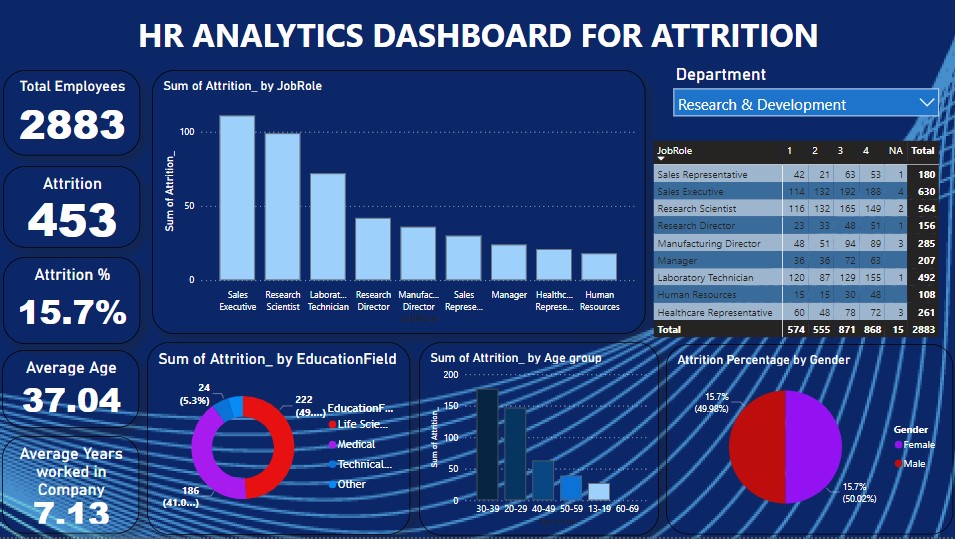 HR ANALYTICS DASHBOARD FOR ATTRITION
Total Employees
2883
Attrition
453
Attrition %
15.7%
Average Age
37.04
Average Years
worked in
Company
7.13
Sum of Attrition_ by JobRole
Sum of Attrition_
100
50
0
Sales
Executive
Research
Scientist
Laborat...
Technician
Research
Director
Manufac...
Director
Sales
Represe...
Manager
Healthc...
Represe...
Human
Resources
Department
Research & Development
JobRole 1 2 3 4 NA Total
Sales Representative 42 21 63 53 1 180
Sales Executive 114 132 192 188 4 630
Research Scientist 116 132 165 149 2 564
Research Director 23 33 48 51 1 156
Manufacturing Director 48 51 94 89 3 285
Manager 36 36 72 63 207
Laboratory Technician 120 87 129 155 1 492
Human Resources 15 15 30 48 108
Healthcare Representative 60 48 78 72 3 261
Total 574 555 871 868 15 2883
Sum of Attrition_ by EducationField
24
(5.3%)
222
(49....)
186
(41.0...)
EducationF...
Life Scie...
Medical
Technical...
Other
Sum of Attrition_ by Age group
Sum of Attrition_
200
150
100
50
0
30-39 20-29 40-49 50-59 13-19 60-69
Attrition Percentage by Gender
15.7%
(49.98%)
15.7%
(50.02%)
Gender
Female
Male